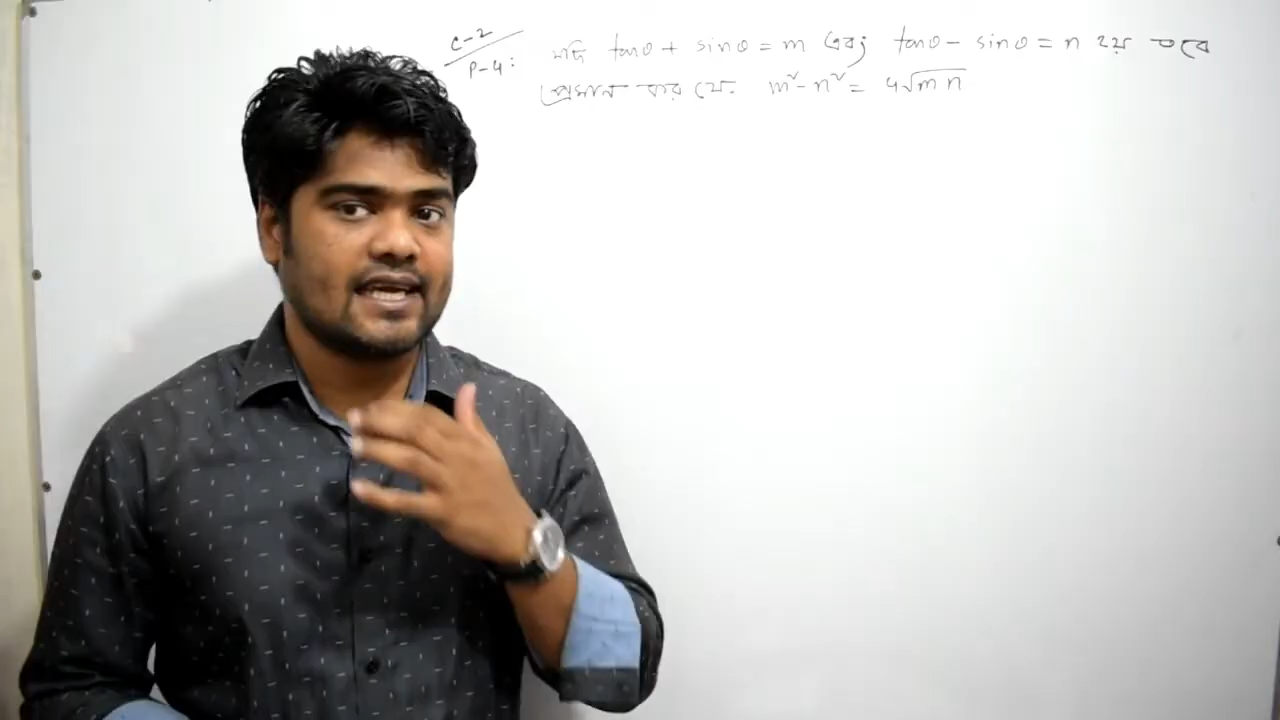 C-2
P-4:
যদি tanθ + sinθ = m এবং tanθ - sinθ = n হয় তবে
প্রমাণ কর যে. m² - n² = 4√mn